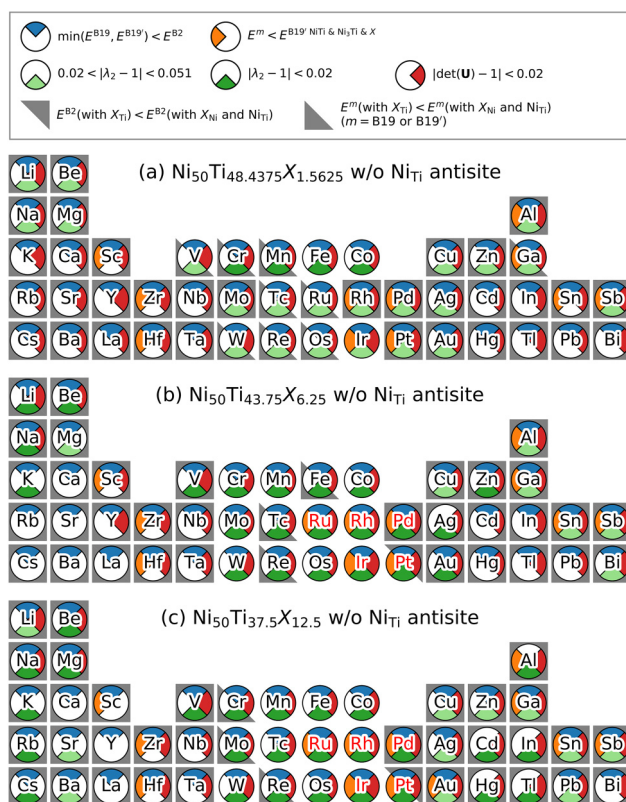 min(E^B19, E^B19′) < E^B2
E^m < E^B19′ NiTi & Ni₃Ti & X
0.02 < |λ₂ − 1| < 0.051
|λ₂ − 1| < 0.02
|det(U) − 1| < 0.02
E^B2(with X_Ti) < E^B2(with X_Ni and Ni_Ti)
E^m(with X_Ti) < E^m(with X_Ni and Ni_Ti)
(m = B19 or B19′)
(a) Ni₅₀Ti₄₈.₄₃₇₅X₁.₅₆₂₅ w/o Ni_Ti antisite
Li Be
Na Mg Al
K Ca Sc V Cr Mn Fe Co Cu Zn Ga
Rb Sr Y Zr Nb Mo Tc Ru Rh Pd Ag Cd In Sn Sb
Cs Ba La Hf Ta W Re Os Ir Pt Au Hg Tl Pb Bi
(b) Ni₅₀Ti₄₃.₇₅X₆.₂₅ w/o Ni_Ti antisite
Li Be
Na Mg Al
K Ca Sc V Cr Mn Fe Co Cu Zn Ga
Rb Sr Y Zr Nb Mo Tc Ru Rh Pd Ag Cd In Sn Sb
Cs Ba La Hf Ta W Re Os Ir Pt Au Hg Tl Pb Bi
(c) Ni₅₀Ti₃₇.₅X₁₂.₅ w/o Ni_Ti antisite
Li Be
Na Mg Al
K Ca Sc V Cr Mn Fe Co Cu Zn Ga
Rb Sr Y Zr Nb Mo Tc Ru Rh Pd Ag Cd In Sn Sb
Cs Ba La Hf Ta W Re Os Ir Pt Au Hg Tl Pb Bi